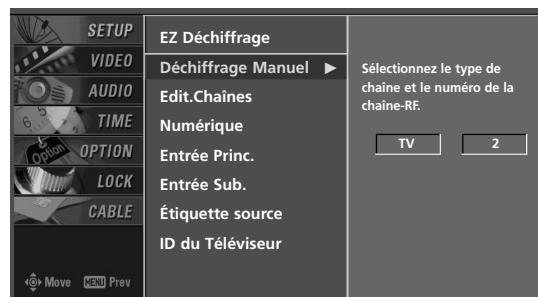 SETUP
VIDEO
AUDIO
TIME
OPTION
LOCK
CABLE
Move MENU Prev
EZ Déchiffrage
Déchiffrage Manuel ►
Edit.Chaînes
Numérique
Entrée Princ.
Entrée Sub.
Étiquette source
ID du Téléviseur
Sélectionnez le type de
chaîne et le numéro de la
chaîne-RF.
TV 2